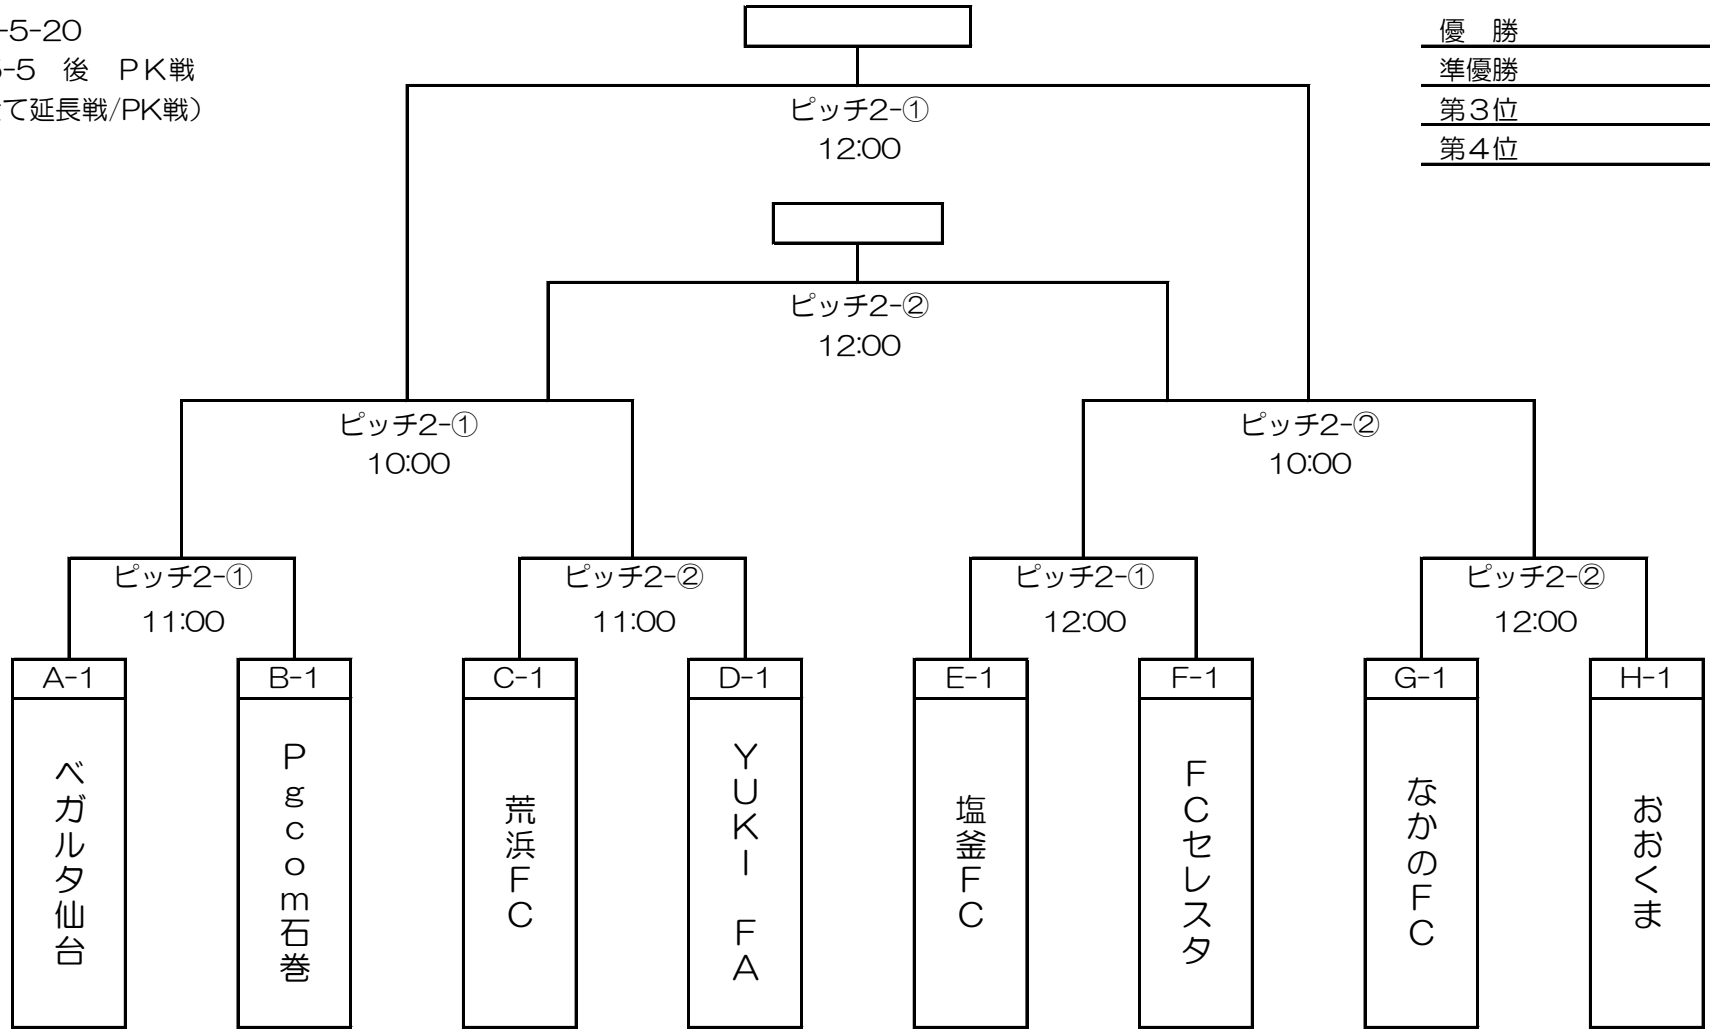 -5-20
5-5　後　PK戦
て延長戦/PK戦）
優　勝
準優勝
第３位
第４位
ピッチ2-①
12:00
ピッチ2-②
12:00
ピッチ2-①
10:00
ピッチ2-②
10:00
ピッチ2-①
11:00
ピッチ2-②
11:00
ピッチ2-①
12:00
ピッチ2-②
12:00
A-1
B-1
C-1
D-1
E-1
F-1
G-1
H-1
ベガルタ仙台
Pgcom石巻
荒浜FC
YUKI　FA
塩釜FC
FCセレスタ
なかのFC
おおくま